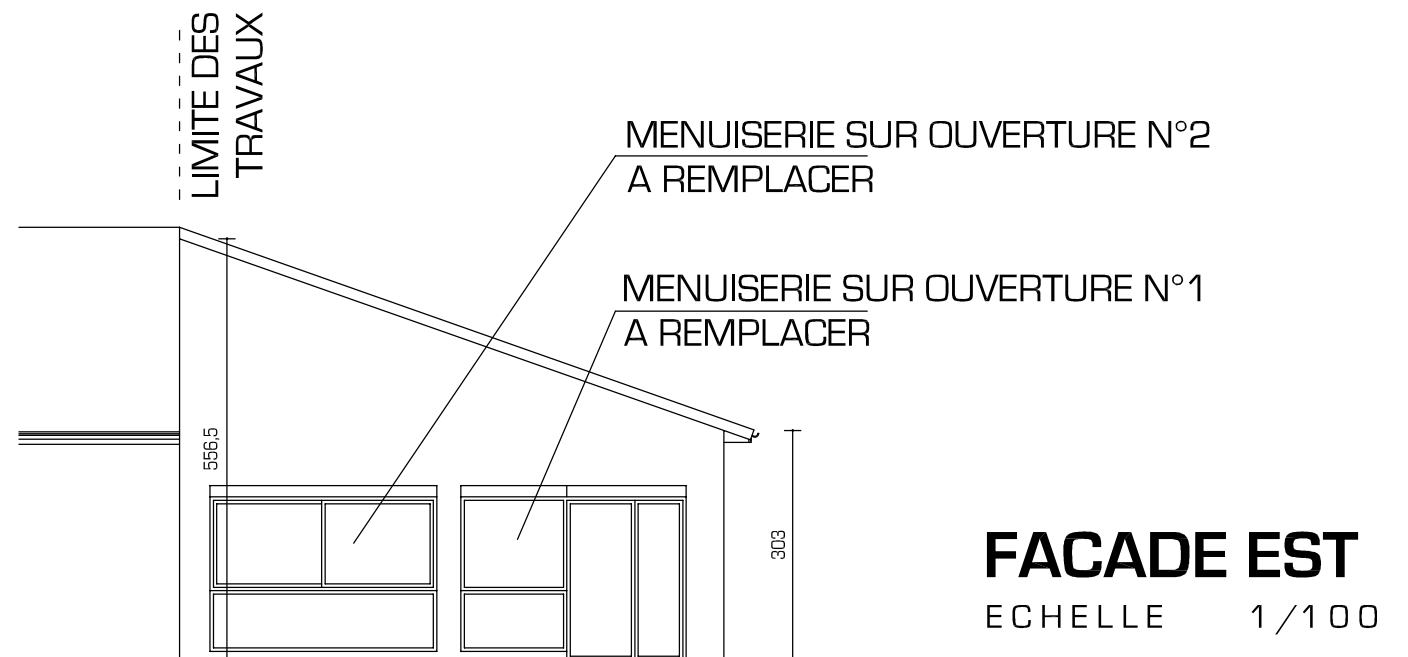 LIMITE DES
TRAVAUX
MENUISERIE SUR OUVERTURE N°2
A REMPLACER
MENUISERIE SUR OUVERTURE N°1
A REMPLACER
556,5
303
FACADE EST
ECHELLE 1/100